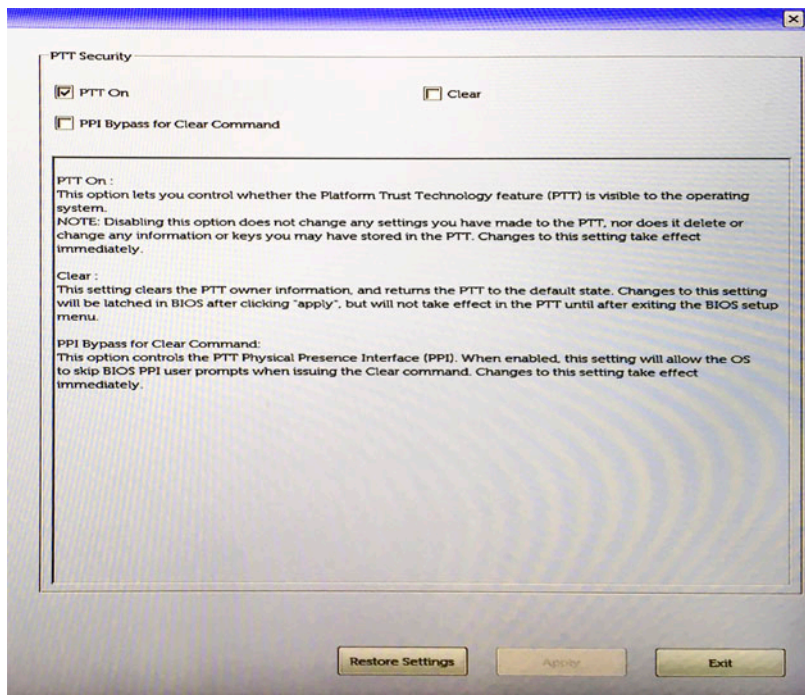 PTT Security
PTT On
Clear
PPI Bypass for Clear Command
PTT On :
This option lets you control whether the Platform Trust Technology feature (PTT) is visible to the operating
system.
NOTE: Disabling this option does not change any settings you have made to the PTT, nor does it delete or
change any information or keys you may have stored in the PTT. Changes to this setting take effect
immediately.
Clear :
This setting clears the PTT owner information, and returns the PTT to the default state. Changes to this setting
will be latched in BIOS after clicking "apply", but will not take effect in the PTT until after exiting the BIOS setup
menu.
PPI Bypass for Clear Command:
This option controls the PTT Physical Presence Interface (PPI). When enabled, this setting will allow the OS
to skip BIOS PPI user prompts when issuing the Clear command. Changes to this setting take effect
immediately.
Restore Settings
Apply
Exit